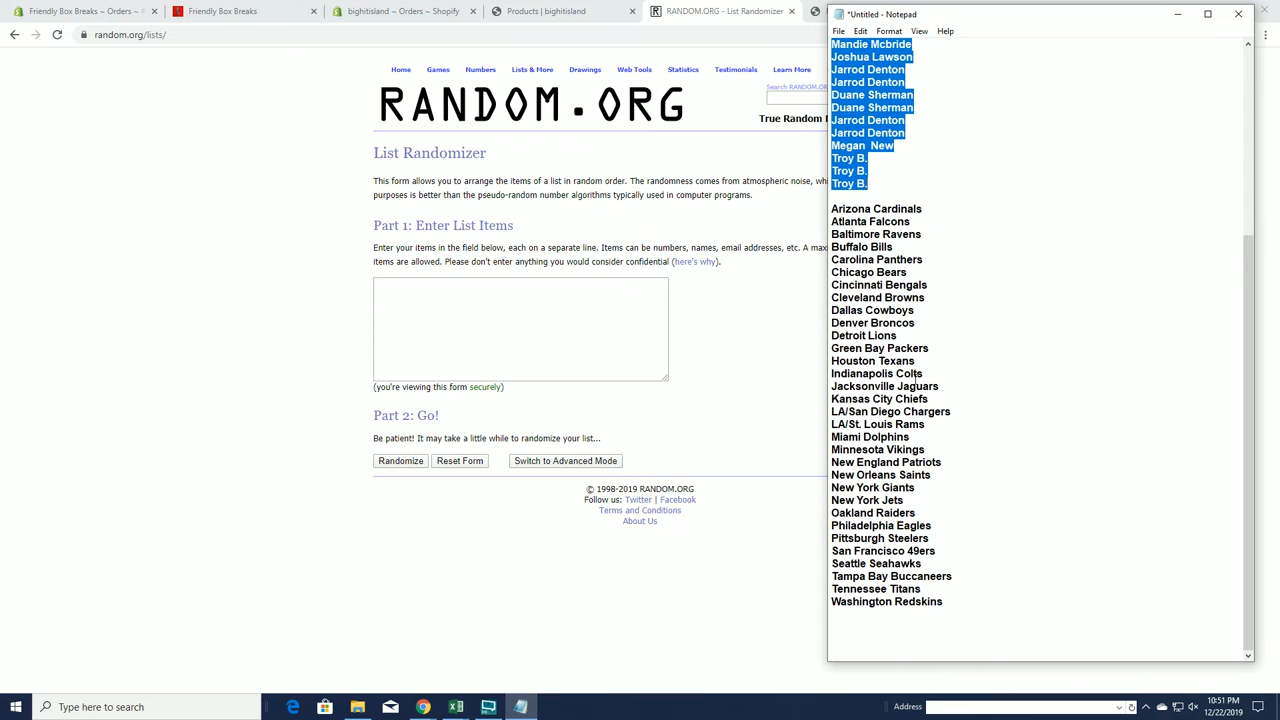 Friendly Box Breaks ~ Orders ~ S
Friendly Box Breaks
bighitisland ~ Orders ~ Shopify
Products | bighitisland
RANDOM.ORG - List Randomizer
random.org/lists/
Home Games Numbers Lists & More Drawings Web Tools Statistics Testimonials Learn More
Search RANDOM.OR
RANDOM.ORG
True Random
List Randomizer
This form allows you to arrange the items of a list in random order. The randomness comes from atmospheric noise,
purposes is better than the pseudo-random number algorithms typically used in computer programs.
Part 1: Enter List Items
Enter your items in the field below, each on a separate line. Items can be numbers, names, email addresses, etc. A max
items are allowed. Please don't enter anything you would consider confidential (here's why).
(you're viewing this form securely)
Part 2: Go!
Be patient! It may take a little while to randomize your list...
Randomize Reset Form Switch to Advanced Mode
© 1998-2019 RANDOM.ORG
Follow us: Twitter | Facebook
Terms and Conditions
About Us
*Untitled - Notepad
File Edit Format View Help
Mandie Mcbride
Joshua Lawson
Jarrod Denton
Jarrod Denton
Duane Sherman
Duane Sherman
Jarrod Denton
Jarrod Denton
Megan  New
Troy B.
Troy B.
Troy B.
Arizona Cardinals
Atlanta Falcons
Baltimore Ravens
Buffalo Bills
Carolina Panthers
Chicago Bears
Cincinnati Bengals
Cleveland Browns
Dallas Cowboys
Denver Broncos
Detroit Lions
Green Bay Packers
Houston Texans
Indianapolis Colts
Jacksonville Jaguars
Kansas City Chiefs
LA/San Diego Chargers
LA/St. Louis Rams
Miami Dolphins
Minnesota Vikings
New England Patriots
New Orleans Saints
New York Giants
New York Jets
Oakland Raiders
Philadelphia Eagles
Pittsburgh Steelers
San Francisco 49ers
Seattle Seahawks
Tampa Bay Buccaneers
Tennessee Titans
Washington Redskins
Type here to search
Address
10:51 PM
12/22/2019